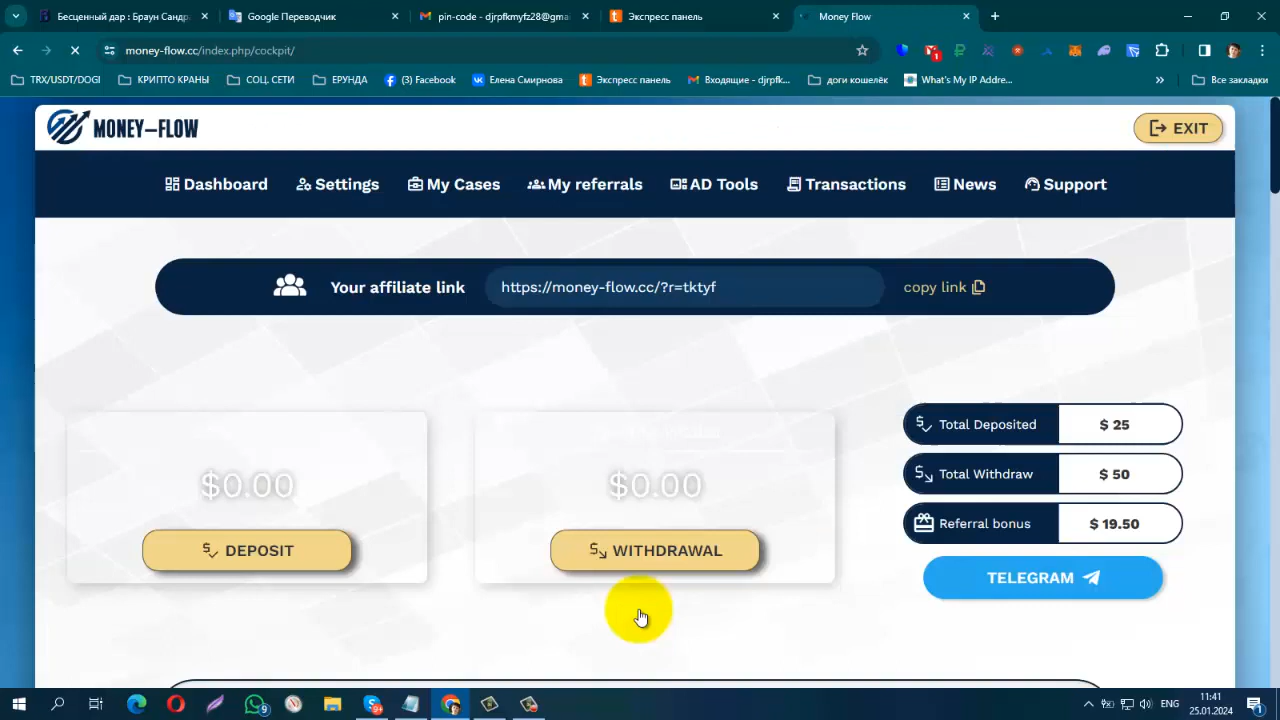 Бесценный дар : Браун Сандр
Google Переводчик
pin-code - djrpfkmyfz28@gmai
Экспресс панель
Money Flow
money-flow.cc/index.php/cockpit/
TRX/USDT/DOGI
КРИПТО КРАНЫ
СОЦ. СЕТИ
ЕРУНДА
(3) Facebook
Елена Смирнова
Экспресс панель
Входящие - djrpfk...
доги кошелёк
What's My IP Addre...
»
Все закладки
MONEY-FLOW
EXIT
Dashboard
Settings
My Cases
My referrals
AD Tools
Transactions
News
Support
Your affiliate link
https://money-flow.cc/?r=tktyf
copy link
$0.00
DEPOSIT
$0.00
WITHDRAWAL
Total Deposited
$ 25
Total Withdraw
$ 50
Referral bonus
$ 19.50
TELEGRAM
ENG
11:41
25.01.2024